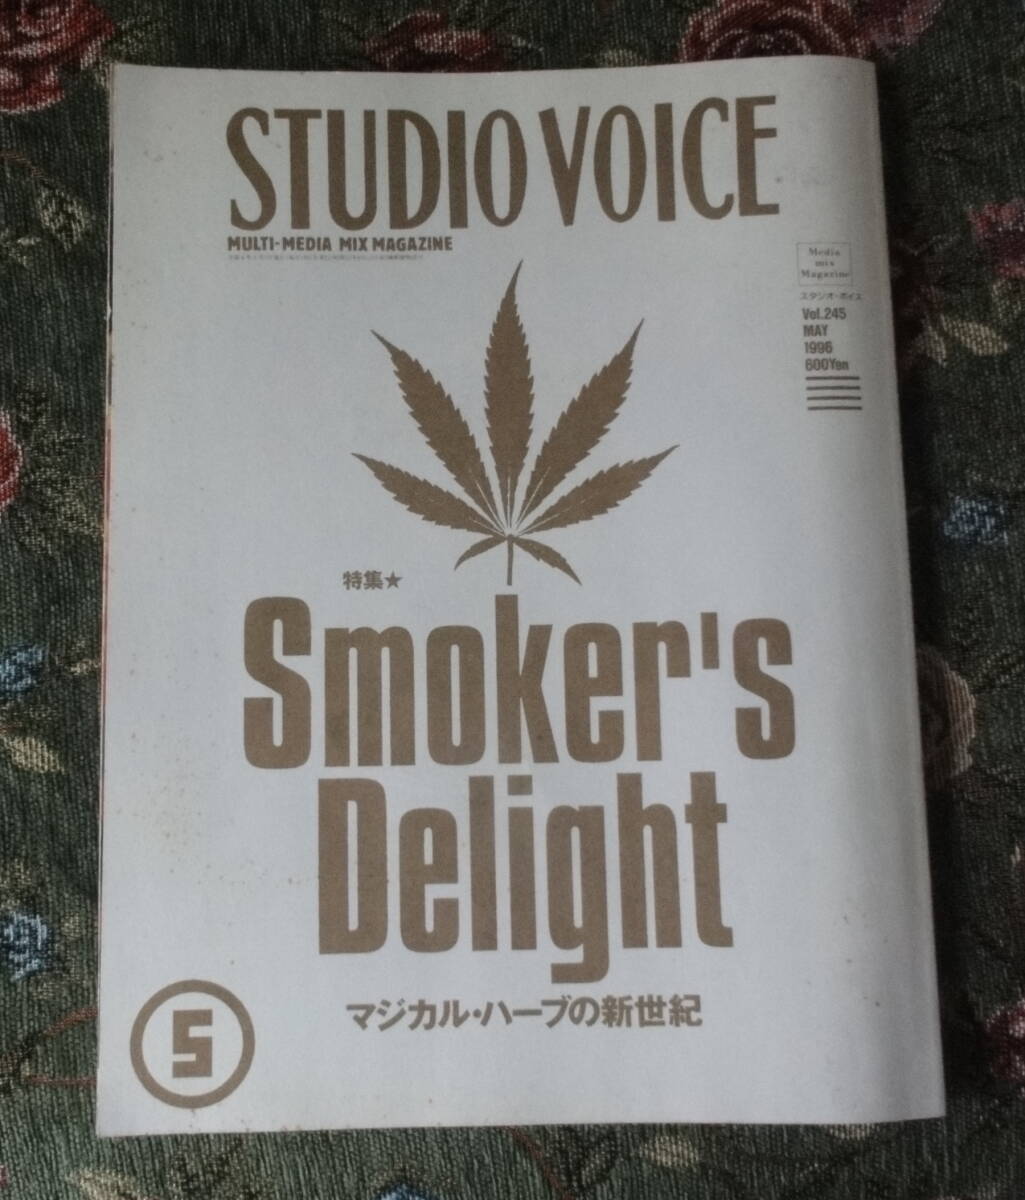 STUDIO VOICE
MULTI-MEDIA MIX MAGAZINE
Media
mix
Magazine
スタジオ・ボイス
Vol.245
MAY
1996
600Yen
特集★
Smoker's
Delight
マジカル・ハーブの新世紀
5